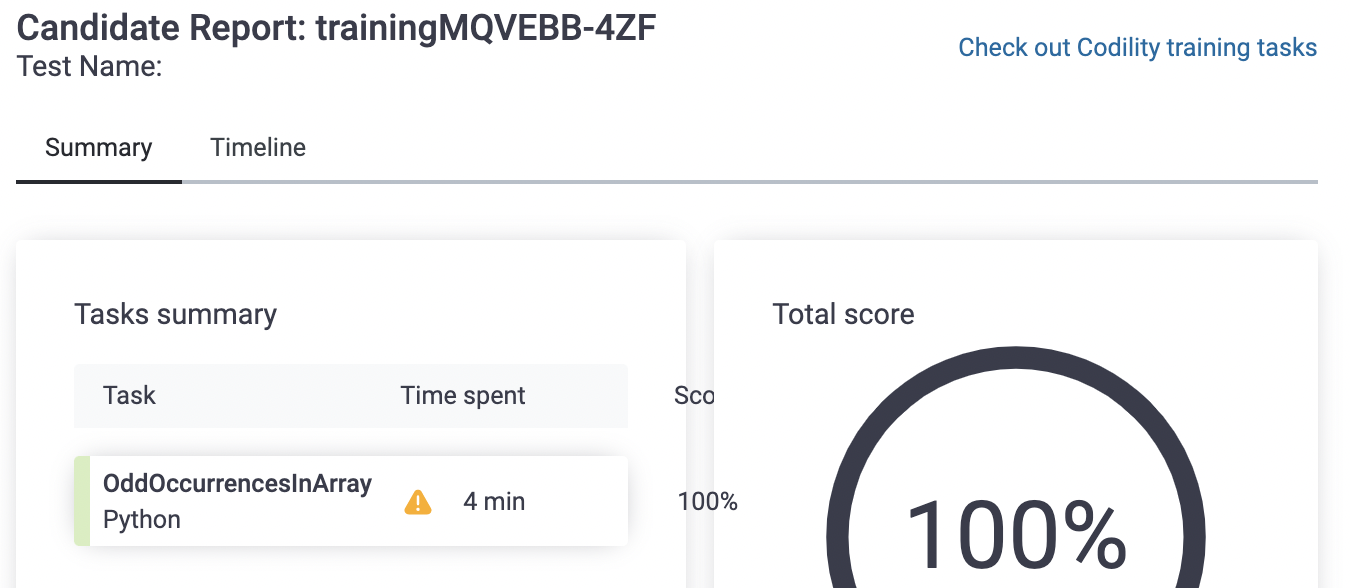 Candidate Report: trainingMQVEBB-4ZF
Test Name:
Check out Codility training tasks
Summary
Timeline
Tasks summary
Task
Time spent
Sco
OddOccurrencesInArray
Python
4 min
100%
Total score
100%